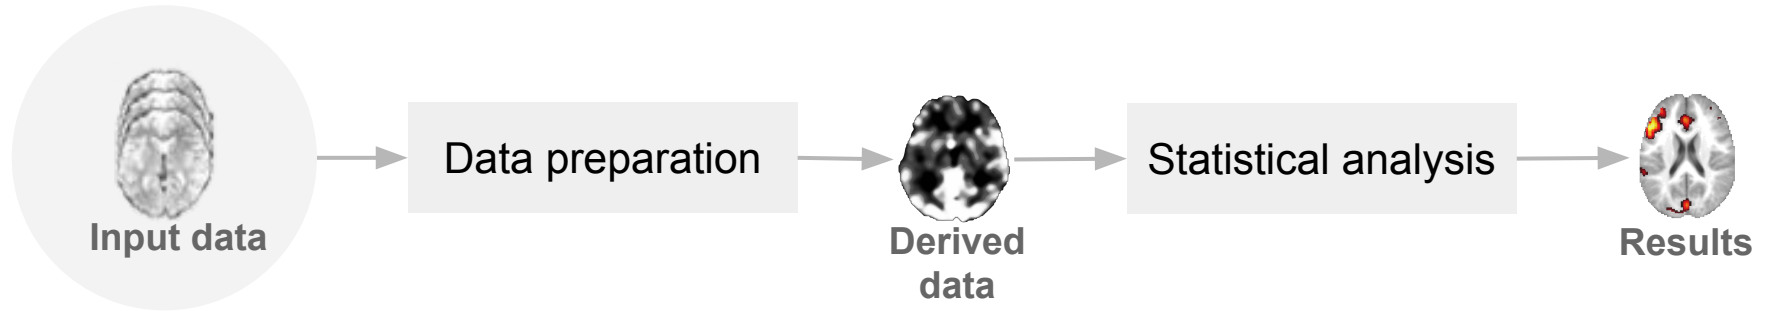 Input data
Data preparation
Derived
data
Statistical analysis
Results